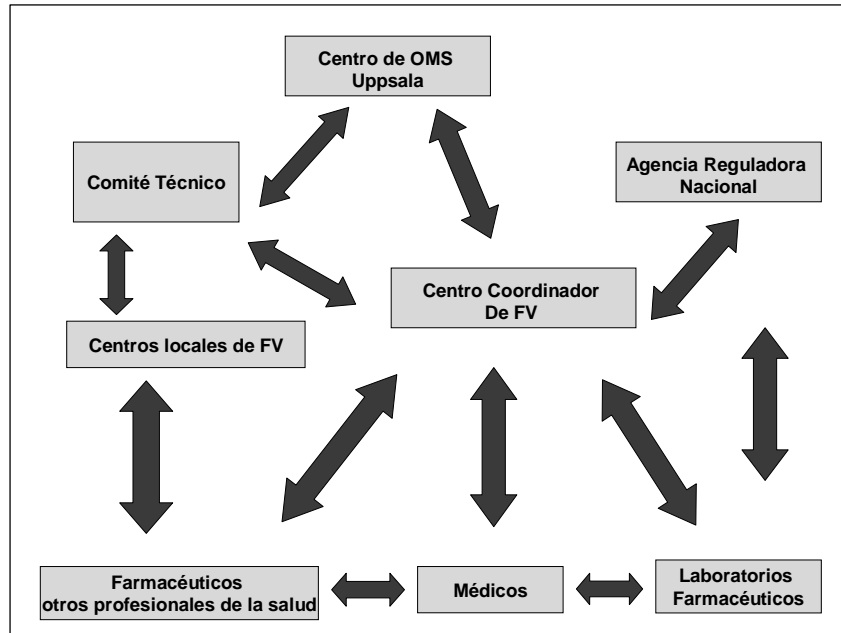 Centro de OMS
Uppsala
Comité Técnico
Agencia Reguladora
Nacional
Centro Coordinador
De FV
Centros locales de FV
Farmacéuticos
otros profesionales de la salud
Médicos
Laboratorios
Farmacéuticos